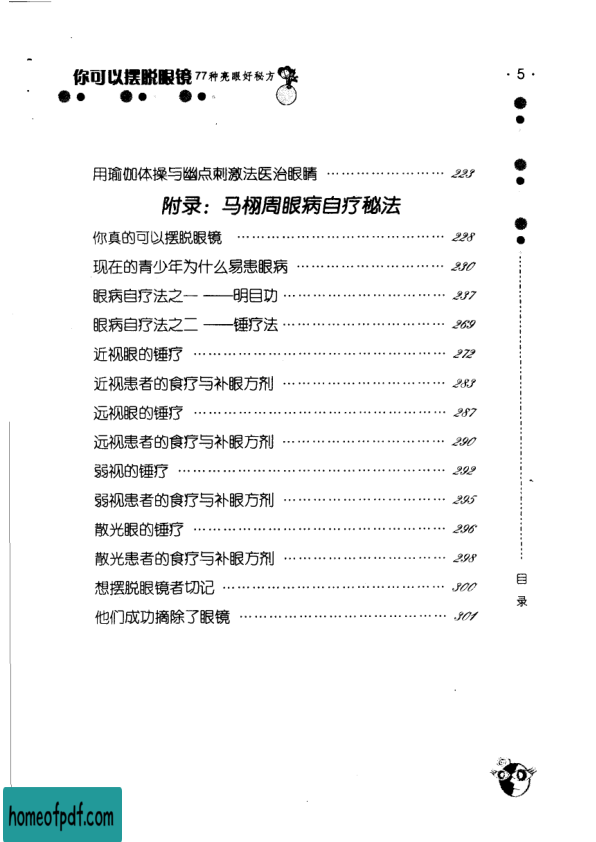 你可以摆脱眼镜77种亮眼好秘方
·5·
用瑜伽体操与幽点刺激法医治眼睛 ………………… 223
附录：马栩周眼病自疗秘法
你真的可以摆脱眼镜 ………………………………… 228
现在的青少年为什么易患眼病 ……………………… 230
眼病自疗法之一 ——明目功 ………………………… 237
眼病自疗法之二 ——锤疗法 ………………………… 269
近视眼的锤疗 ………………………………………… 272
近视患者的食疗与补眼方剂 ………………………… 283
远视眼的锤疗 ………………………………………… 287
远视患者的食疗与补眼方剂 ………………………… 290
弱视的锤疗 …………………………………………… 292
弱视患者的食疗与补眼方剂 ………………………… 295
散光眼的锤疗 ………………………………………… 296
散光患者的食疗与补眼方剂 ………………………… 298
想摆脱眼镜者切记 …………………………………… 300
他们成功摘除了眼镜 ………………………………… 301
目录
homeofpdf.com